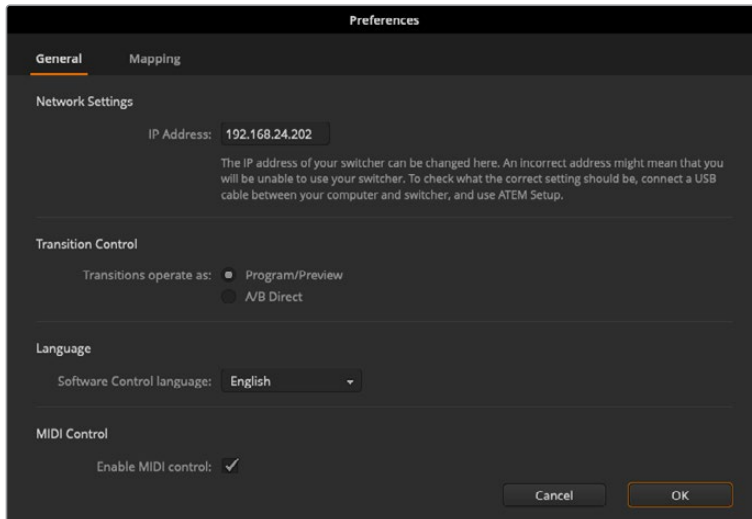 Preferences
General
Mapping
Network Settings
IP Address: 192.168.24.202
The IP address of your switcher can be changed here. An incorrect address might mean that you
will be unable to use your switcher. To check what the correct setting should be, connect a USB
cable between your computer and switcher, and use ATEM Setup.
Transition Control
Transitions operate as: Program/Preview
A/B Direct
Language
Software Control language: English
MIDI Control
Enable MIDI control:
Cancel
OK